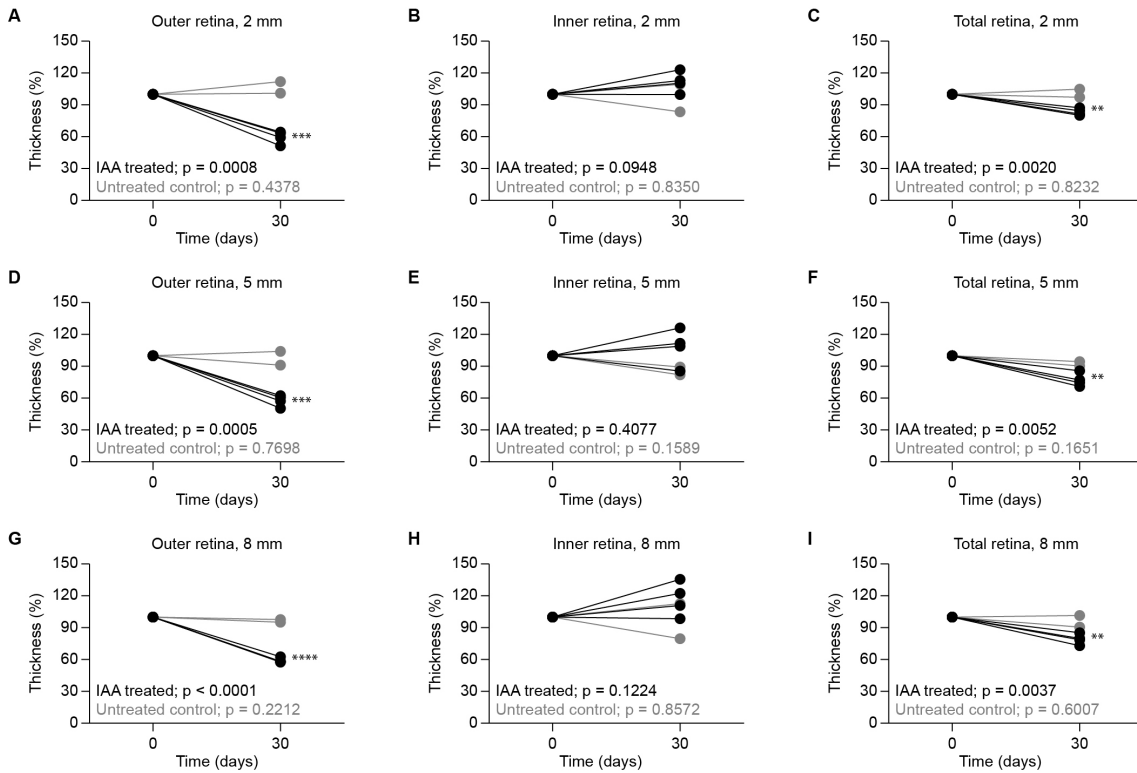 A
Outer retina, 2 mm
150
120
90
60
30
0
Thickness (%)
***
IAA treated; p = 0.0008
Untreated control; p = 0.4378
0 30
Time (days)
B
Inner retina, 2 mm
150
120
90
60
30
0
Thickness (%)
IAA treated; p = 0.0948
Untreated control; p = 0.8350
0 30
Time (days)
C
Total retina, 2 mm
150
120
90
60
30
0
Thickness (%)
**
IAA treated; p = 0.0020
Untreated control; p = 0.8232
0 30
Time (days)
D
Outer retina, 5 mm
150
120
90
60
30
0
Thickness (%)
***
IAA treated; p = 0.0005
Untreated control; p = 0.7698
0 30
Time (days)
E
Inner retina, 5 mm
150
120
90
60
30
0
Thickness (%)
IAA treated; p = 0.4077
Untreated control; p = 0.1589
0 30
Time (days)
F
Total retina, 5 mm
150
120
90
60
30
0
Thickness (%)
**
IAA treated; p = 0.0052
Untreated control; p = 0.1651
0 30
Time (days)
G
Outer retina, 8 mm
150
120
90
60
30
0
Thickness (%)
****
IAA treated; p < 0.0001
Untreated control; p = 0.2212
0 30
Time (days)
H
Inner retina, 8 mm
150
120
90
60
30
0
Thickness (%)
IAA treated; p = 0.1224
Untreated control; p = 0.8572
0 30
Time (days)
I
Total retina, 8 mm
150
120
90
60
30
0
Thickness (%)
**
IAA treated; p = 0.0037
Untreated control; p = 0.6007
0 30
Time (days)